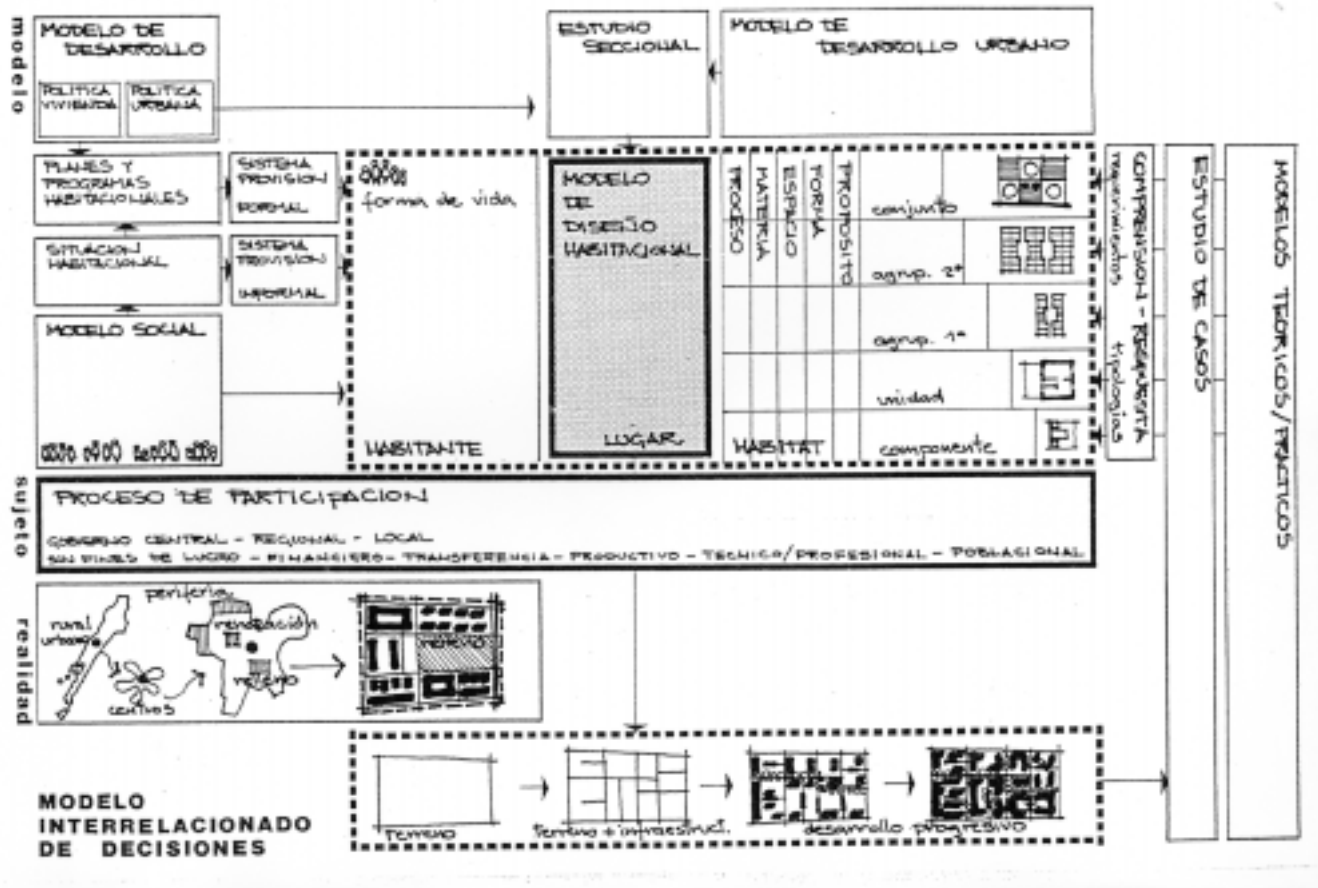 modelo
MODELO DE
DESARROLLO
POLITICA
VIVIENDA
POLITICA
URBANA
ESTUDIO
SECCIONAL
MODELO DE
DESARROLLO URBANO
PLANES Y
PROGRAMAS
HABITACIONALES
SISTEMA
PROVISION
FORMAL
SITUACION
HABITACIONAL
SISTEMA
PROVISION
INFORMAL
MODELO SOCIAL
forma de vida
HABITANTE
MODELO
DE
DISEÑO
HABITACIONAL
LUGAR
PROCESO
MATERIA
ESPACIO
FORMA
PROPOSITO
HABITAT
conjunto
agrup. 2ª
agrup. 1ª
unidad
componente
COMPRENSION - RESPUESTA
requerimientos tipologias
ESTUDIO DE CASOS
MODELOS TEORICOS/PRACTICOS
sujeto
PROCESO DE PARTICIPACION
GOBIERNO CENTRAL - REGIONAL - LOCAL
SIN FINES DE LUCRO - FINANCIERO - TRANSFERENCIA - PRODUCTIVO - TECNICO/PROFESIONAL - POBLACIONAL
realidad
periferia
rural
urbano
renovación
relleno
CENTROS
terreno
terreno + infraestruct.
desarrollo progresivo
MODELO
INTERRELACIONADO
DE DECISIONES